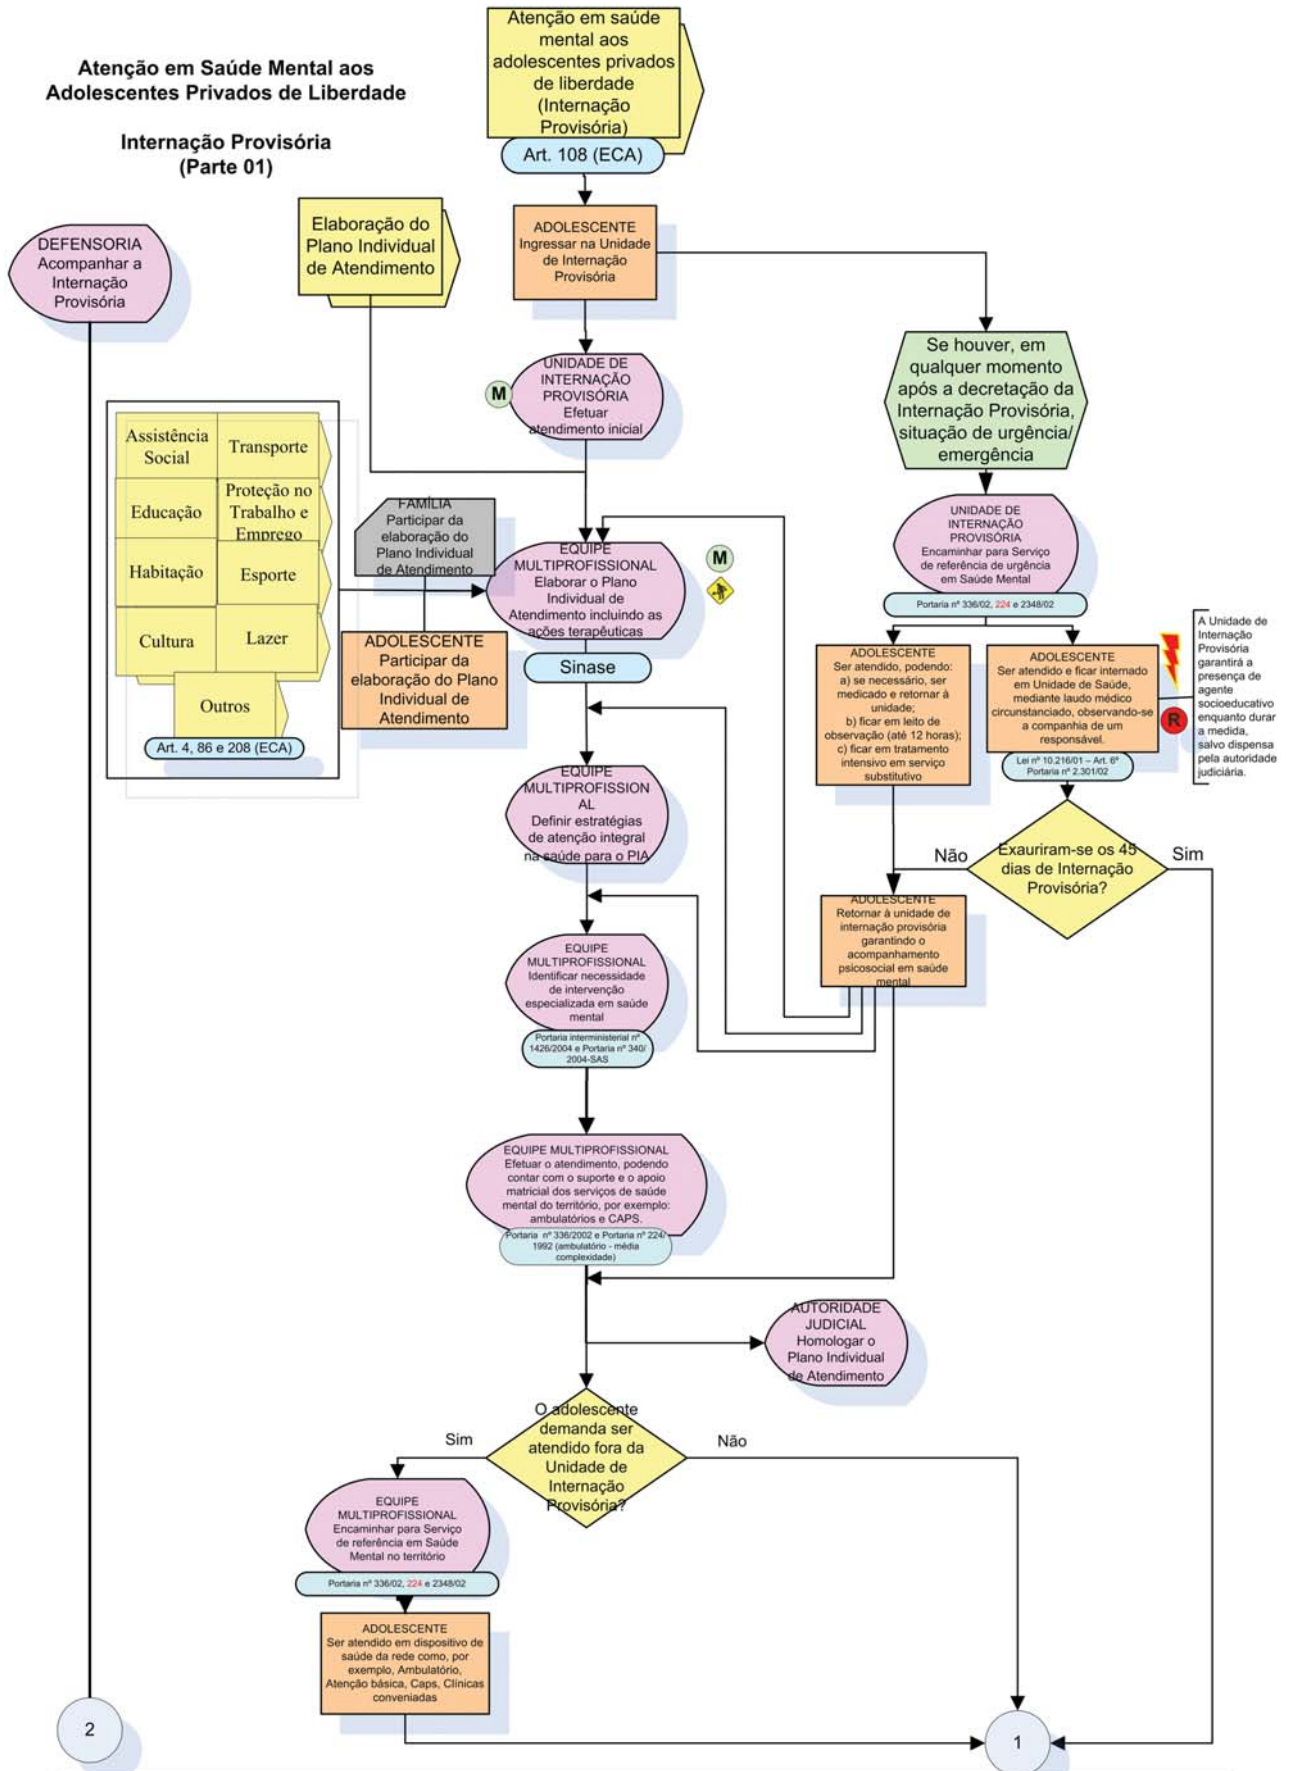 Atenção em Saúde Mental aos
Adolescentes Privados de Liberdade
Internação Provisória
(Parte 01)
Atenção em saúde
mental aos
adolescentes privados
de liberdade
(Internação
Provisória)
Art. 108 (ECA)
DEFENSORIA
Acompanhar a
Internação
Provisória
Elaboração do
Plano Individual
de Atendimento
ADOLESCENTE
Ingressar na Unidade
de Internação
Provisória
Se houver, em
qualquer momento
após a decretação da
Internação Provisória,
situação de urgência/
emergência
M
UNIDADE DE
INTERNAÇÃO
PROVISÓRIA
Efetuar
atendimento inicial
Assistência
Social
Transporte
Educação
Proteção no
Trabalho e
Emprego
Habitação
Esporte
Cultura
Lazer
Outros
Art. 4, 86 e 208 (ECA)
FAMÍLIA
Participar da
elaboração do
Plano Individual
de Atendimento
ADOLESCENTE
Participar da
elaboração do Plano
Individual de
Atendimento
EQUIPE
MULTIPROFISSIONAL
Elaborar o Plano
Individual de
Atendimento incluindo as
ações terapêuticas
M
Sinase
UNIDADE DE
INTERNAÇÃO
PROVISÓRIA
Encaminhar para Serviço
de referência de urgência
em Saúde Mental
Portaria nº 336/02, 224 e 2348/02
ADOLESCENTE
Ser atendido, podendo:
a) se necessário, ser
medicado e retornar à
unidade;
b) ficar em leito de
observação (até 12 horas);
c) ficar em tratamento
intensivo em serviço
substitutivo
ADOLESCENTE
Ser atendido e ficar internado
em Unidade de Saúde,
mediante laudo médico
circunstanciado, observando-se
a companhia de um
responsável.
Lei nº 10.216/01 – Art. 6º
Portaria nº 2.301/02
R
A Unidade de
Internação
Provisória
garantirá a
presença de
agente
socioeducativo
enquanto durar
a medida,
salvo dispensa
pela autoridade
judiciária.
EQUIPE
MULTIPROFISSION
AL
Definir estratégias
de atenção integral
na saúde para o PIA
Não
Exauriram-se os 45
dias de Internação
Provisória?
Sim
ADOLESCENTE
Retornar à unidade de
internação provisória
garantindo o
acompanhamento
psicosocial em saúde
mental
EQUIPE
MULTIPROFISSIONAL
Identificar necessidade
de intervenção
especializada em saúde
mental
Portaria interministerial nº
1426/2004 e Portaria nº 340/
2004-SAS
EQUIPE MULTIPROFISSIONAL
Efetuar o atendimento, podendo
contar com o suporte e o apoio
matricial dos serviços de saúde
mental do território, por exemplo:
ambulatórios e CAPS.
Portaria nº 336/2002 e Portaria nº 224/
1992 (ambulatório - média
complexidade)
AUTORIDADE
JUDICIAL
Homologar o
Plano Individual
de Atendimento
Sim
O adolescente
demanda ser
atendido fora da
Unidade de
Internação
Provisória?
Não
EQUIPE
MULTIPROFISSIONAL
Encaminhar para Serviço
de referência em Saúde
Mental no território
Portaria nº 336/02, 224 e 2348/02
ADOLESCENTE
Ser atendido em dispositivo de
saúde da rede como, por
exemplo, Ambulatório,
Atenção básica, Caps, Clínicas
conveniadas
2
1